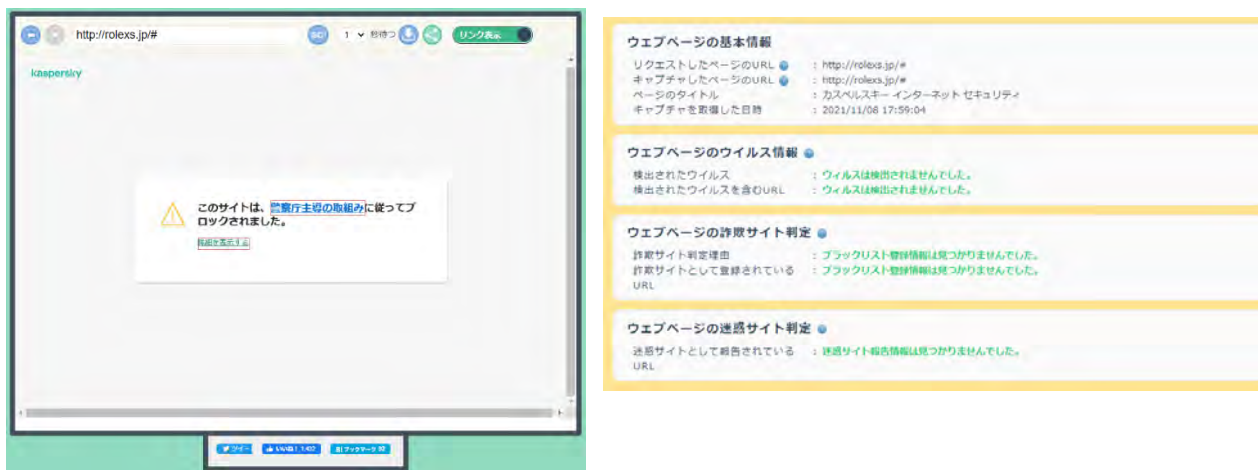 http://rolexs.jp/#
GO!
1
秒待つ
リンク表示
kaspersky
このサイトは、警察庁主導の取組みに従ってブ
ロックされました。
詳細を表示する
ウェブページの基本情報
リクエストしたページのURL : http://rolexs.jp/#
キャプチャしたページのURL : http://rolexs.jp/#
ページのタイトル : カスペルスキー インターネット セキュリティ
キャプチャを取得した日時 : 2021/11/08 17:59:04
ウェブページのウイルス情報
検出されたウイルス : ウィルスは検出されませんでした。
検出されたウイルスを含むURL : ウィルスは検出されませんでした。
ウェブページの詐欺サイト判定
詐欺サイト判定理由 : ブラックリスト登録情報は見つかりませんでした。
詐欺サイトとして登録されている : ブラックリスト登録情報は見つかりませんでした。
URL
ウェブページの迷惑サイト判定
迷惑サイトとして報告されている : 迷惑サイト報告情報は見つかりませんでした。
URL